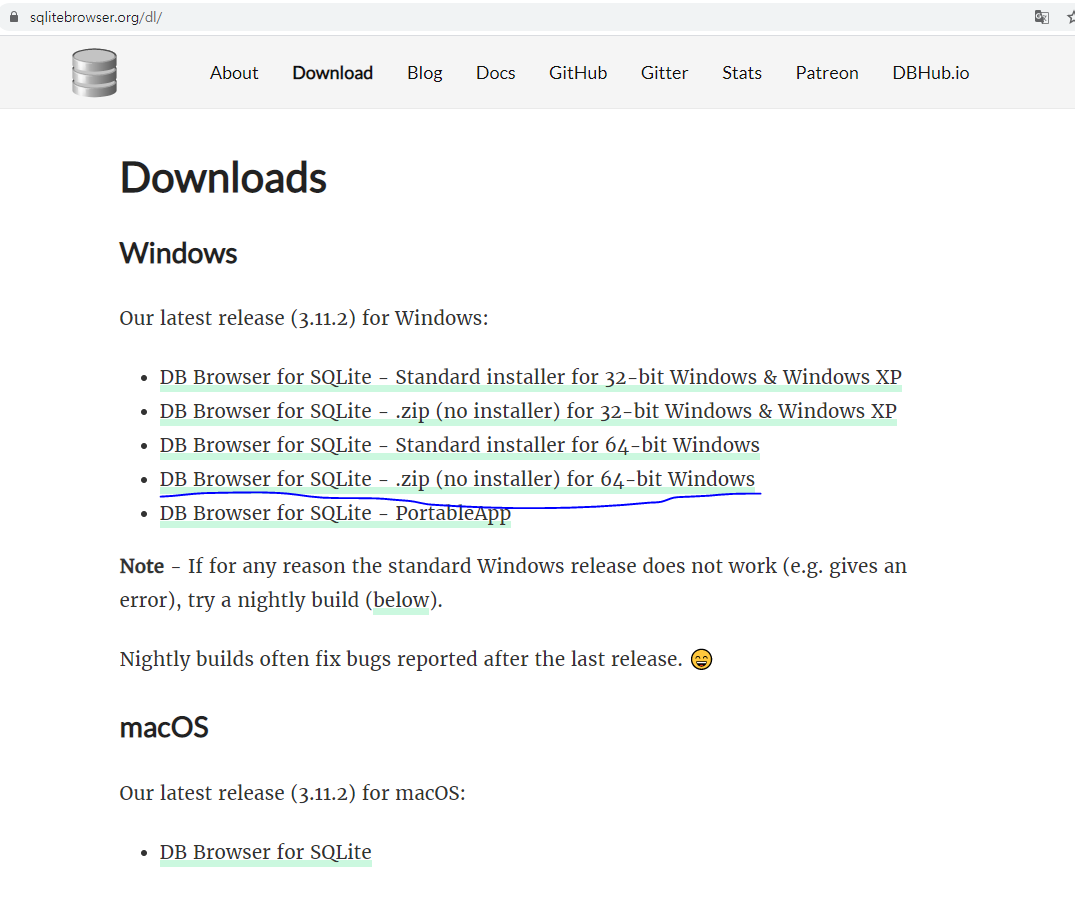 sqlitebrowser.org/dl/
About Download Blog Docs GitHub Gitter Stats Patreon DBHub.io
Downloads
Windows
Our latest release (3.11.2) for Windows:
• DB Browser for SQLite - Standard installer for 32-bit Windows & Windows XP
• DB Browser for SQLite - .zip (no installer) for 32-bit Windows & Windows XP
• DB Browser for SQLite - Standard installer for 64-bit Windows
• DB Browser for SQLite - .zip (no installer) for 64-bit Windows
• DB Browser for SQLite - PortableApp
Note - If for any reason the standard Windows release does not work (e.g. gives an
error), try a nightly build (below).
Nightly builds often fix bugs reported after the last release. 😄
macOS
Our latest release (3.11.2) for macOS:
• DB Browser for SQLite